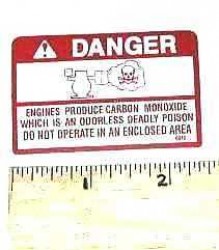 DANGER
ENGINES PRODUCE CARBON MONOXIDE
WHICH IS AN ODORLESS DEADLY POISON
DO NOT OPERATE IN AN ENCLOSED AREA
1 2